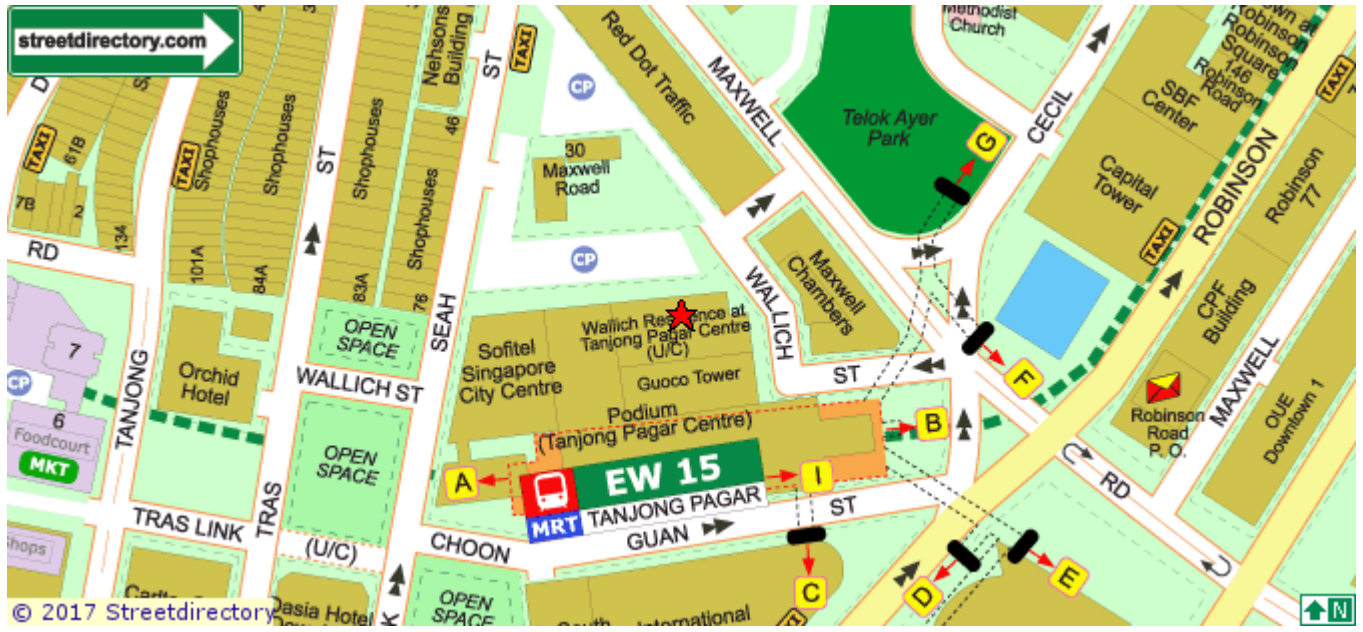 streetdirectory.com
TAXI
61B
7B
2
134
RD
7
CP
6
Foodcourt
MKT
Shops
TANJONG
TAXI
Shophouses
101A
Shophouses
84A
Orchid
Hotel
TRAS LINK
TRAS
ST
Shophouses
83A
OPEN
SPACE
WALLICH ST
OPEN
SPACE
(U/C)
Nehsons
Building
46
Shophouses
76
ST
SEAH
TAXI
CP
30
Maxwell
Road
CP
Red Dot Traffic
MAXWELL
Telok Ayer
Park
G
Methodist
Church
CECIL
SBF
Center
Capital
Tower
TAXI
Robinson
Square
146
Robinson
Road
TAXI
ROBINSON
Robinson
77
CPF
Building
MAXWELL
OUE
Downtown 1
Robinson
Road
P. O.
RD
Maxwell
Chambers
WALLICH
ST
F
B
Sofitel
Singapore
City Centre
Wallich Residence at
Tanjong Pagar Centre
(U/C)
Guoco Tower
Podium
(Tanjong Pagar Centre)
A
EW 15
MRT
TANJONG PAGAR
I
CHOON
GUAN
ST
C
D
E
OPEN
SPACE
International
TAXI
Oasia Hotel
© 2017 Streetdirectory
N